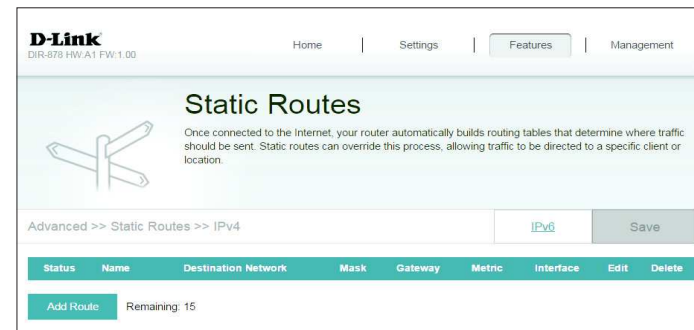 D-Link
DIR-878 HW:A1 FW:1.00
Home Settings Features Management
Static Routes
Once connected to the Internet, your router automatically builds routing tables that determine where traffic
should be sent. Static routes can override this process, allowing traffic to be directed to a specific client or
location.
Advanced >> Static Routes >> IPv4 IPv6 Save
Status Name Destination Network Mask Gateway Metric Interface Edit Delete
Add Route Remaining: 15